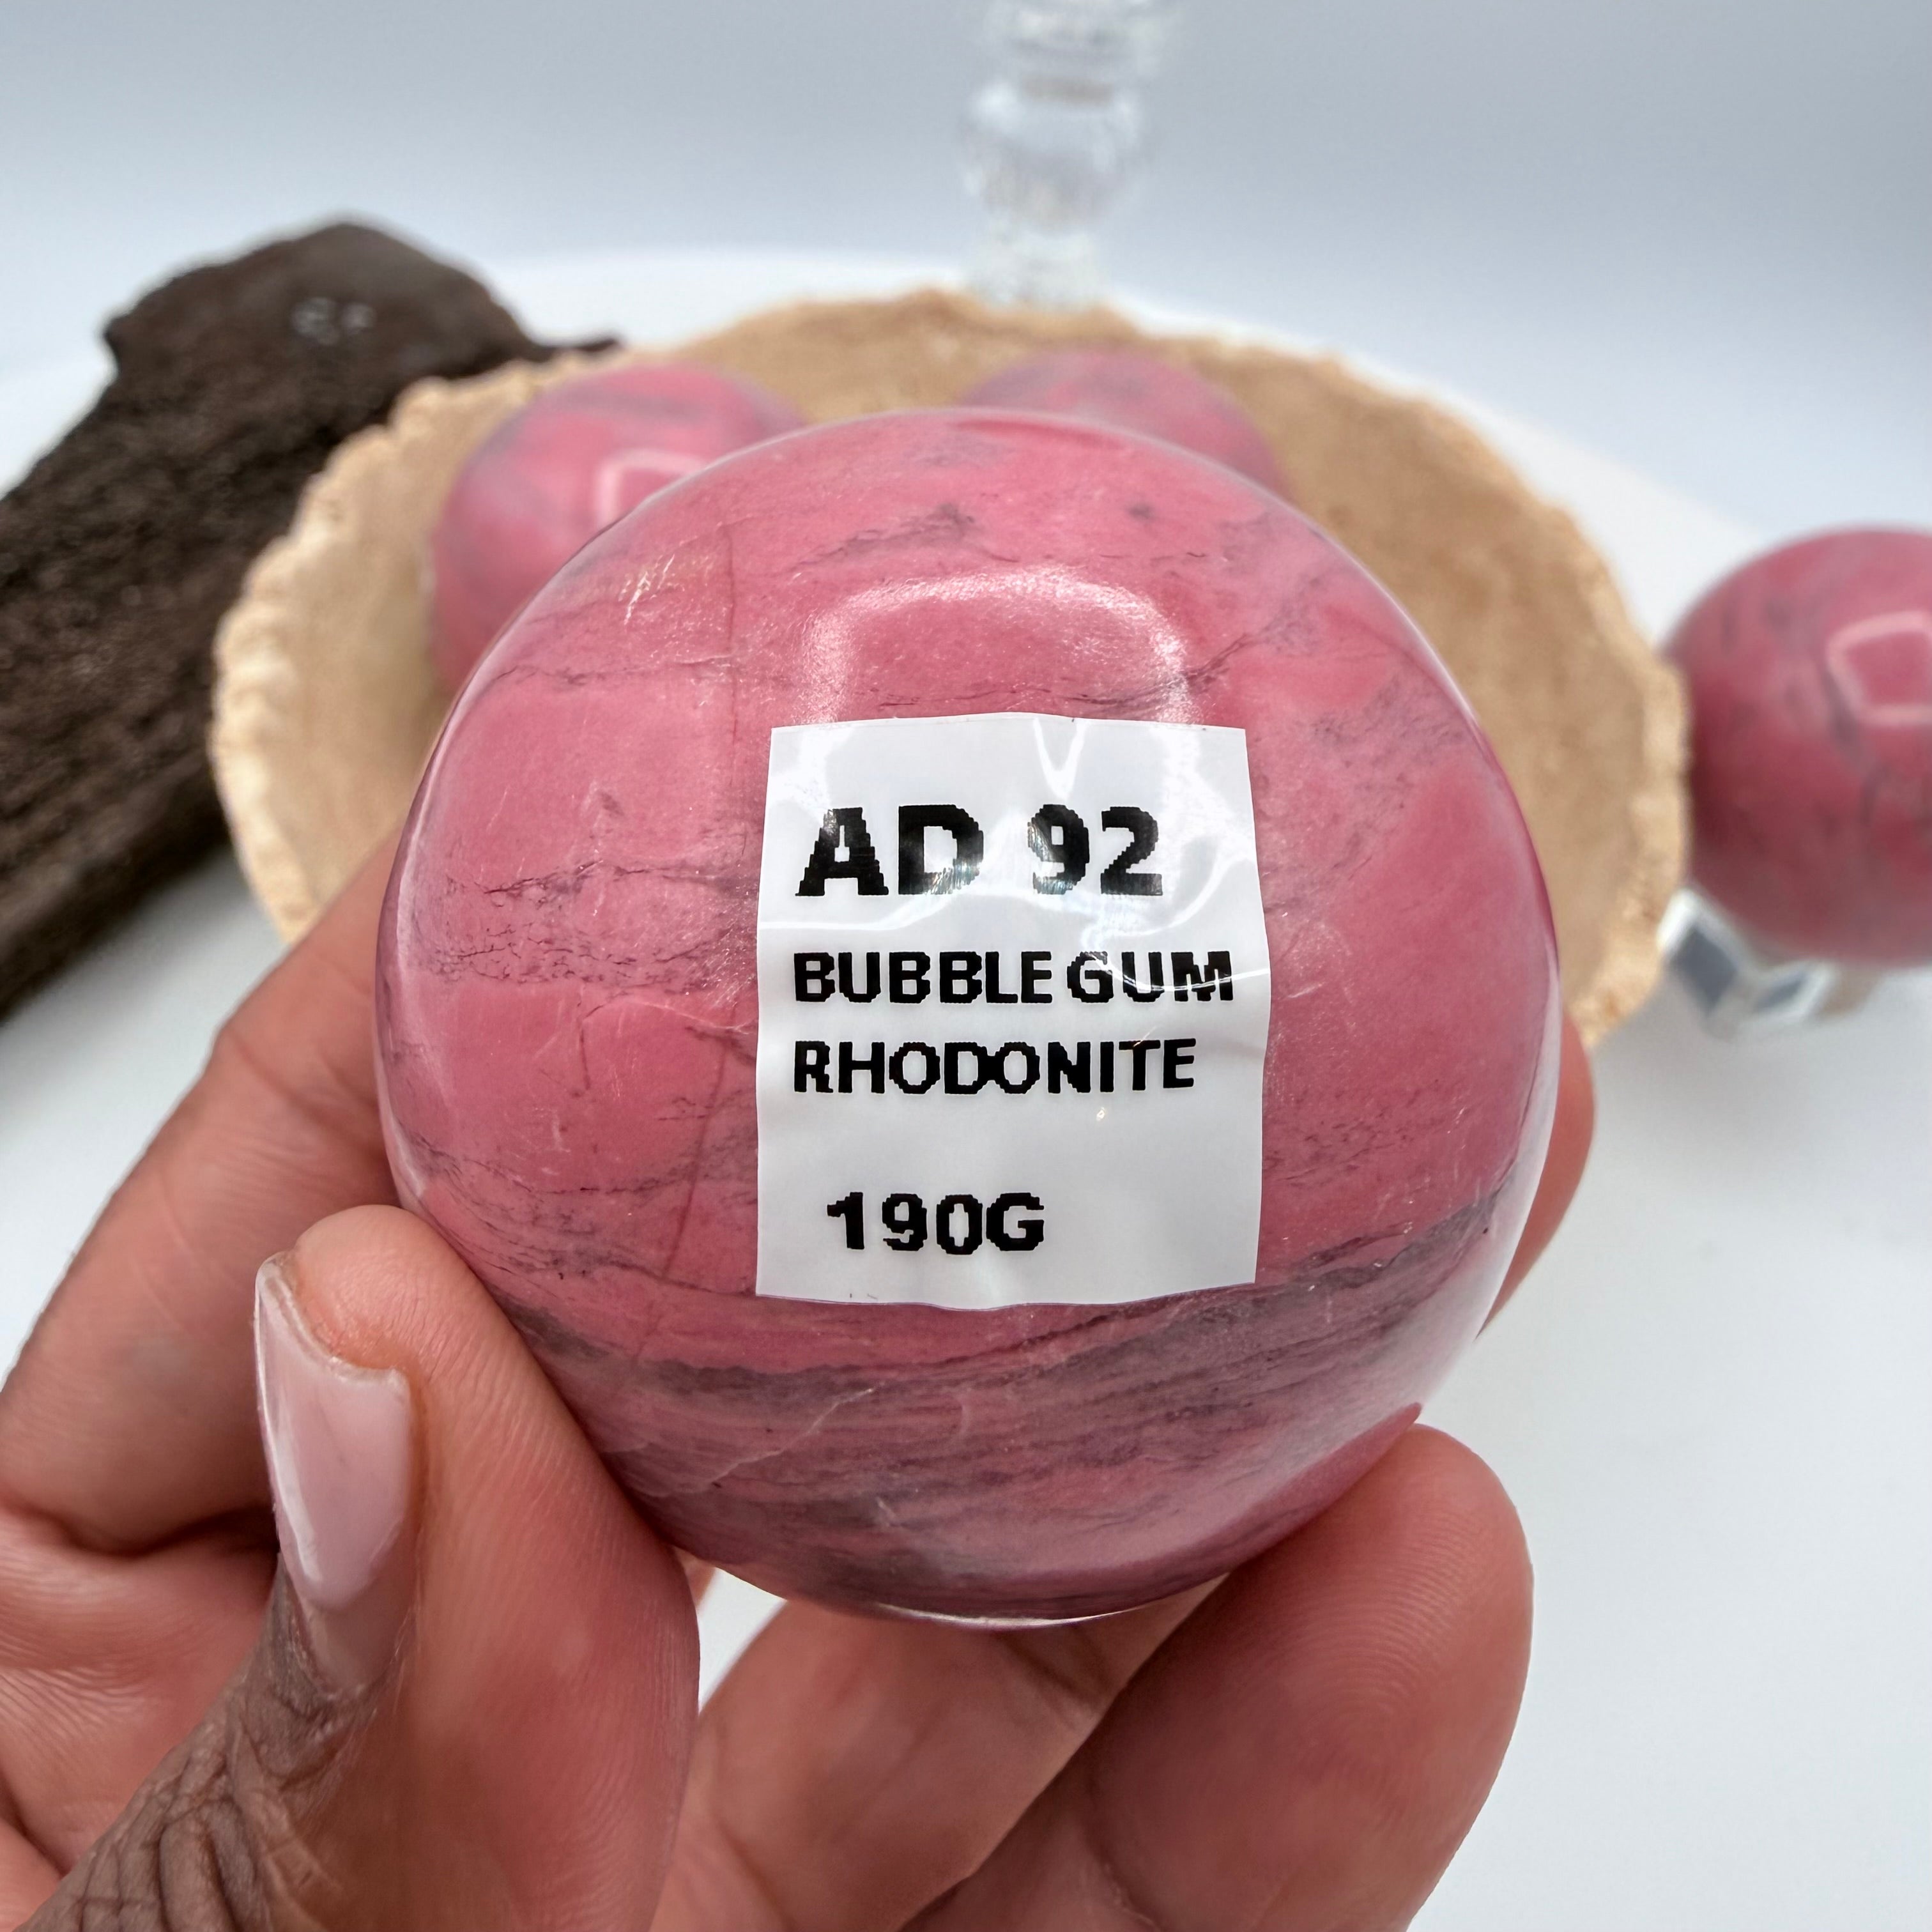 AD 92
BUBBLE GUM
RHODONITE
190G